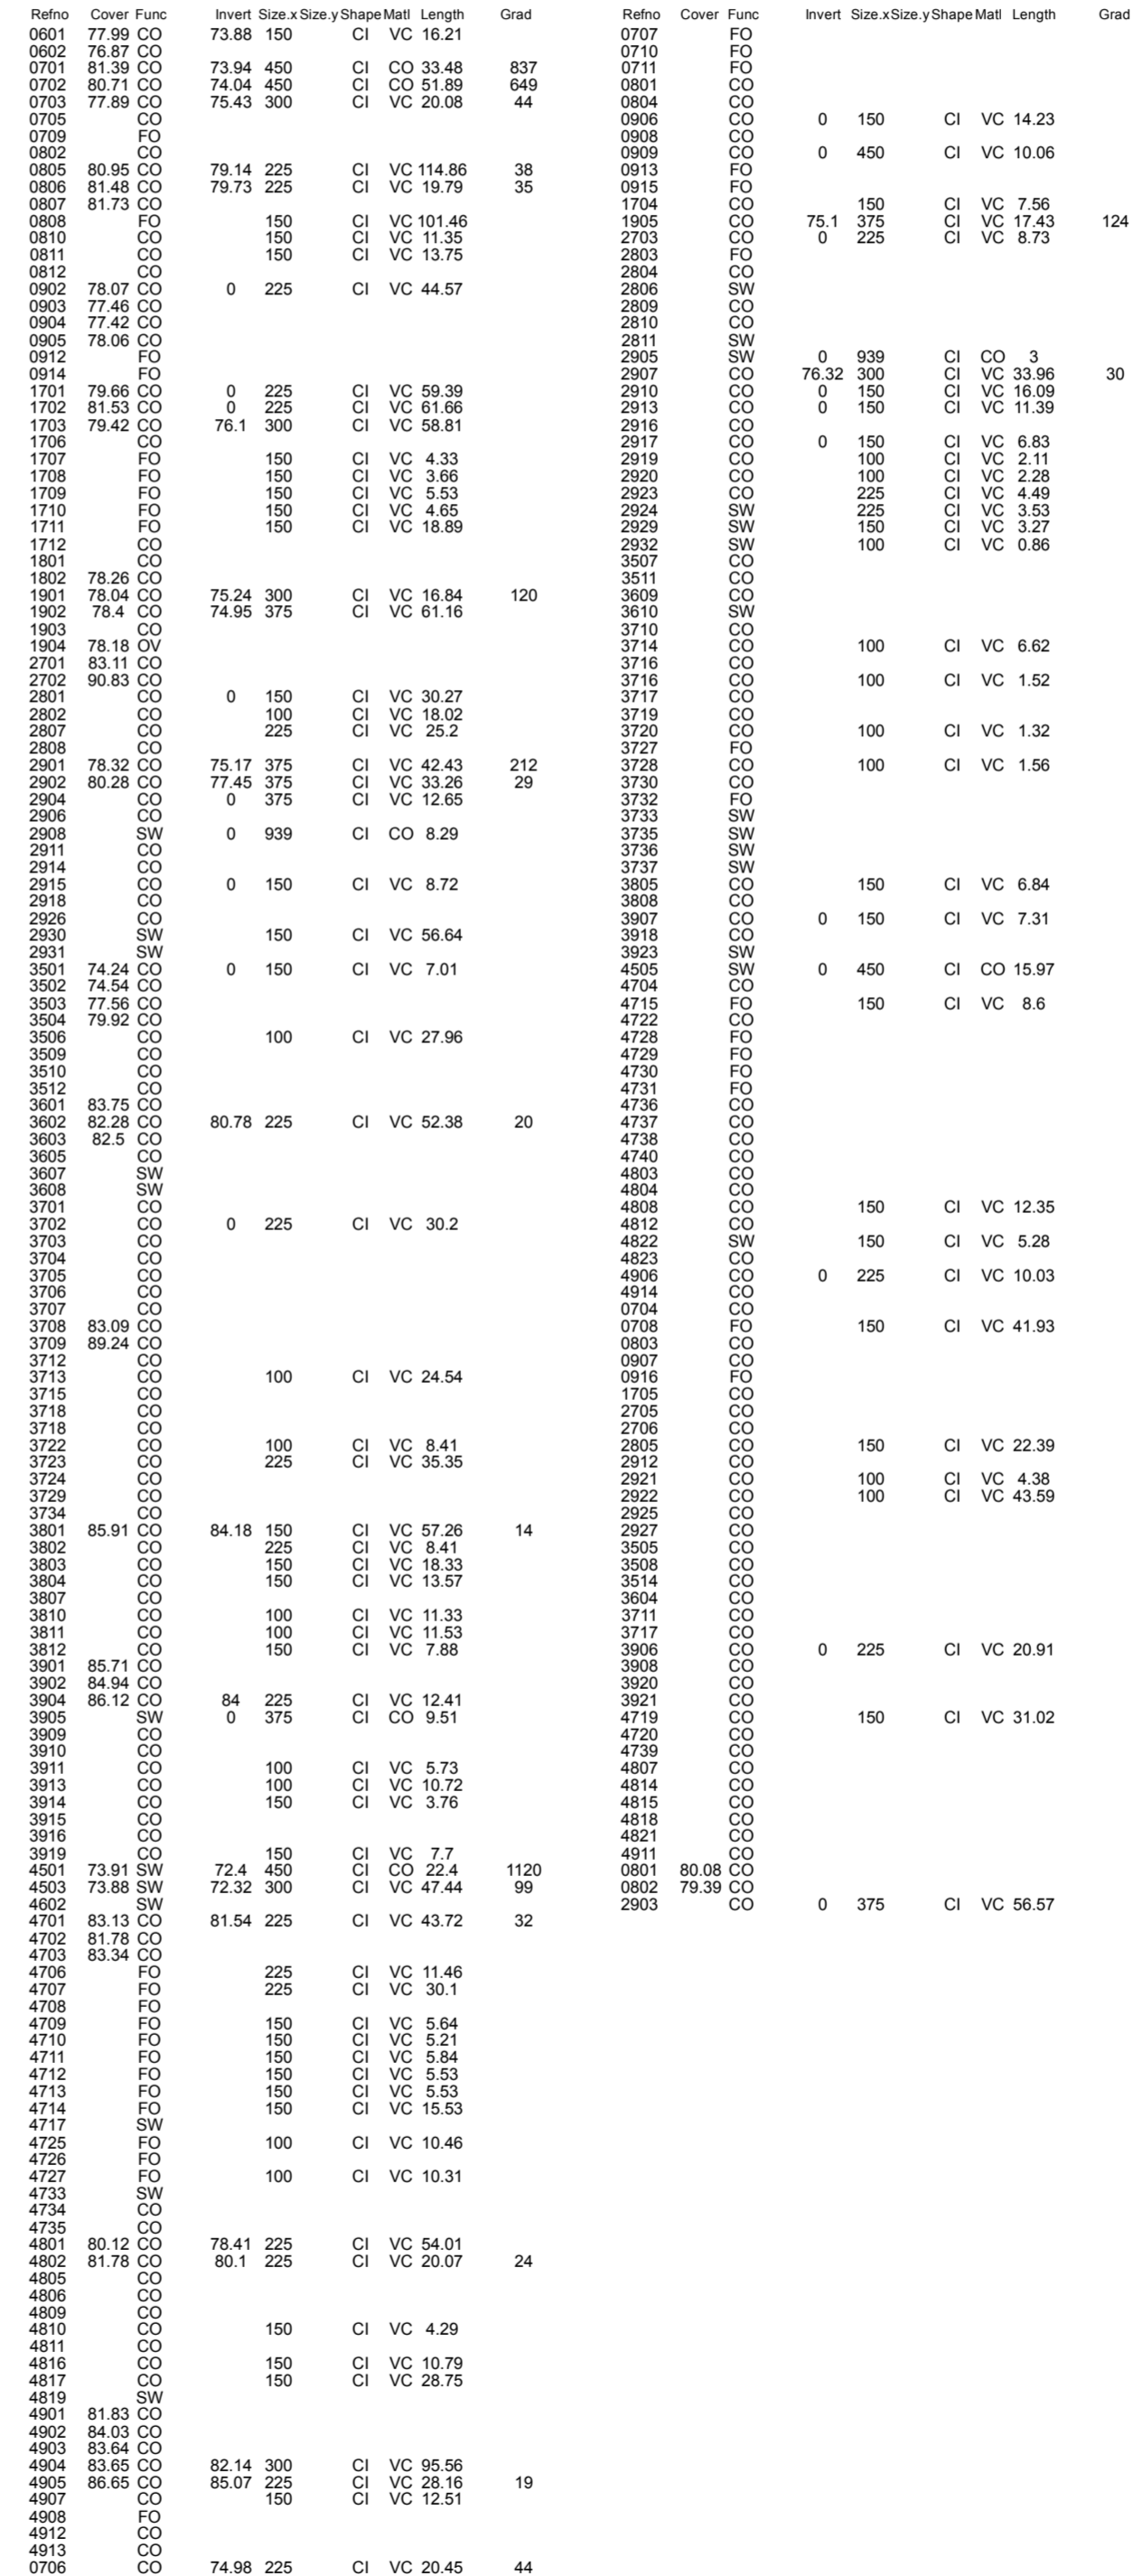 Refno Cover Func Invert Size.x Size.y Shape Matl Length Grad
0601 77.99 CO 73.88 150 CI VC 16.21
0602 76.87 CO
0701 81.39 CO 73.94 450 CI CO 33.48 837
0702 80.71 CO 74.04 450 CI CO 51.89 649
0703 77.89 CO 75.43 300 CI VC 20.08 44
0705 CO
0709 FO
0802 CO
0805 80.95 CO 79.14 225 CI VC 114.86 38
0806 81.48 CO 79.73 225 CI VC 19.79 35
0807 81.73 CO
0808 FO 150 CI VC 101.46
0810 CO 150 CI VC 11.35
0811 CO 150 CI VC 13.75
0812 CO
0902 78.07 CO 0 225 CI VC 44.57
0903 77.46 CO
0904 77.42 CO
0905 78.06 CO
0912 FO
0914 FO
1701 79.66 CO 0 225 CI VC 59.39
1702 81.53 CO 0 225 CI VC 61.66
1703 79.42 CO 76.1 300 CI VC 58.81
1706 CO
1707 FO 150 CI VC 4.33
1708 FO 150 CI VC 3.66
1709 FO 150 CI VC 5.53
1710 FO 150 CI VC 4.65
1711 FO 150 CI VC 18.89
1712 CO
1801 CO
1802 78.26 CO
1901 78.04 CO 75.24 300 CI VC 16.84 120
1902 78.4 CO 74.95 375 CI VC 61.16
1903 CO
1904 78.18 OV
2701 83.11 CO
2702 90.83 CO
2801 CO 0 150 CI VC 30.27
2802 CO 100 CI VC 18.02
2807 CO 225 CI VC 25.2
2808 CO
2901 78.32 CO 75.17 375 CI VC 42.43 212
2902 80.28 CO 77.45 375 CI VC 33.26 29
2904 CO 0 375 CI VC 12.65
2906 CO
2908 SW 0 939 CI CO 8.29
2911 CO
2914 CO
2915 CO 0 150 CI VC 8.72
2918 CO
2926 CO
2930 SW 150 CI VC 56.64
2931 SW
3501 74.24 CO 0 150 CI VC 7.01
3502 74.54 CO
3503 77.56 CO
3504 79.92 CO
3506 CO 100 CI VC 27.96
3509 CO
3510 CO
3512 CO
3601 83.75 CO
3602 82.28 CO 80.78 225 CI VC 52.38 20
3603 82.5 CO
3605 CO
3607 SW
3608 SW
3701 CO
3702 CO 0 225 CI VC 30.2
3703 CO
3704 CO
3705 CO
3706 CO
3707 CO
3708 83.09 CO
3709 89.24 CO
3712 CO
3713 CO 100 CI VC 24.54
3715 CO
3718 CO
3718 CO
3722 CO 100 CI VC 8.41
3723 CO 225 CI VC 35.35
3724 CO
3729 CO
3734 CO
3801 85.91 CO 84.18 150 CI VC 57.26 14
3802 CO 225 CI VC 8.41
3803 CO 150 CI VC 18.33
3804 CO 150 CI VC 13.57
3807 CO
3810 CO 100 CI VC 11.33
3811 CO 100 CI VC 11.53
3812 CO 150 CI VC 7.88
3901 85.71 CO
3902 84.94 CO
3904 86.12 CO 84 225 CI VC 12.41
3905 SW 0 375 CI CO 9.51
3909 CO
3910 CO
3911 CO 100 CI VC 5.73
3913 CO 100 CI VC 10.72
3914 CO 150 CI VC 3.76
3915 CO
3916 CO
3919 CO 150 CI VC 7.7
4501 73.91 SW 72.4 450 CI CO 22.4 1120
4503 73.88 SW 72.32 300 CI VC 47.44 99
4602 SW
4701 83.13 CO 81.54 225 CI VC 43.72 32
4702 81.78 CO
4703 83.34 CO
4706 FO 225 CI VC 11.46
4707 FO 225 CI VC 30.1
4708 FO
4709 FO 150 CI VC 5.64
4710 FO 150 CI VC 5.21
4711 FO 150 CI VC 5.84
4712 FO 150 CI VC 5.53
4713 FO 150 CI VC 5.53
4714 FO 150 CI VC 15.53
4717 SW
4725 FO 100 CI VC 10.46
4726 FO
4727 FO 100 CI VC 10.31
4733 SW
4734 CO
4735 CO
4801 80.12 CO 78.41 225 CI VC 54.01
4802 81.78 CO 80.1 225 CI VC 20.07 24
4805 CO
4806 CO
4809 CO
4810 CO 150 CI VC 4.29
4811 CO
4816 CO 150 CI VC 10.79
4817 CO 150 CI VC 28.75
4819 SW
4901 81.83 CO
4902 84.03 CO
4903 83.64 CO
4904 83.65 CO 82.14 300 CI VC 95.56
4905 86.65 CO 85.07 225 CI VC 28.16 19
4907 CO 150 CI VC 12.51
4908 FO
4912 CO
4913 CO
0706 CO 74.98 225 CI VC 20.45 44
Refno Cover Func Invert Size.x Size.y Shape Matl Length Grad
0707 FO
0710 FO
0711 FO
0801 CO
0804 CO
0906 CO 0 150 CI VC 14.23
0908 CO
0909 CO 0 450 CI VC 10.06
0913 FO
0915 FO
1704 CO 150 CI VC 7.56
1905 CO 75.1 375 CI VC 17.43 124
2703 CO 0 225 CI VC 8.73
2803 FO
2804 CO
2806 SW
2809 CO
2810 CO
2811 SW
2905 SW 0 939 CI CO 3
2907 CO 76.32 300 CI VC 33.96 30
2910 CO 0 150 CI VC 16.09
2913 CO 0 150 CI VC 11.39
2916 CO
2917 CO 0 150 CI VC 6.83
2919 CO 100 CI VC 2.11
2920 CO 100 CI VC 2.28
2923 CO 225 CI VC 4.49
2924 SW 225 CI VC 3.53
2929 SW 150 CI VC 3.27
2932 SW 100 CI VC 0.86
3507 CO
3511 CO
3609 CO
3610 SW
3710 CO
3714 CO 100 CI VC 6.62
3716 CO
3716 CO 100 CI VC 1.52
3717 CO
3719 CO
3720 CO 100 CI VC 1.32
3727 FO
3728 CO 100 CI VC 1.56
3730 CO
3732 FO
3733 SW
3735 SW
3736 SW
3737 SW
3805 CO 150 CI VC 6.84
3808 CO
3907 CO 0 150 CI VC 7.31
3918 CO
3923 SW
4505 SW 0 450 CI CO 15.97
4704 CO
4715 FO 150 CI VC 8.6
4722 CO
4728 FO
4729 FO
4730 FO
4731 FO
4736 CO
4737 CO
4738 CO
4740 CO
4803 CO
4804 CO
4808 CO 150 CI VC 12.35
4812 CO
4822 SW 150 CI VC 5.28
4823 CO
4906 CO 0 225 CI VC 10.03
4914 CO
0704 CO
0708 FO 150 CI VC 41.93
0803 CO
0907 CO
0916 FO
1705 CO
2705 CO
2706 CO
2805 CO 150 CI VC 22.39
2912 CO
2921 CO 100 CI VC 4.38
2922 CO 100 CI VC 43.59
2925 CO
2927 CO
3505 CO
3508 CO
3514 CO
3604 CO
3711 CO
3717 CO
3906 CO 0 225 CI VC 20.91
3908 CO
3920 CO
3921 CO
4719 CO 150 CI VC 31.02
4720 CO
4739 CO
4807 CO
4814 CO
4815 CO
4818 CO
4821 CO
4911 CO
0801 80.08 CO
0802 79.39 CO
2903 CO 0 375 CI VC 56.57